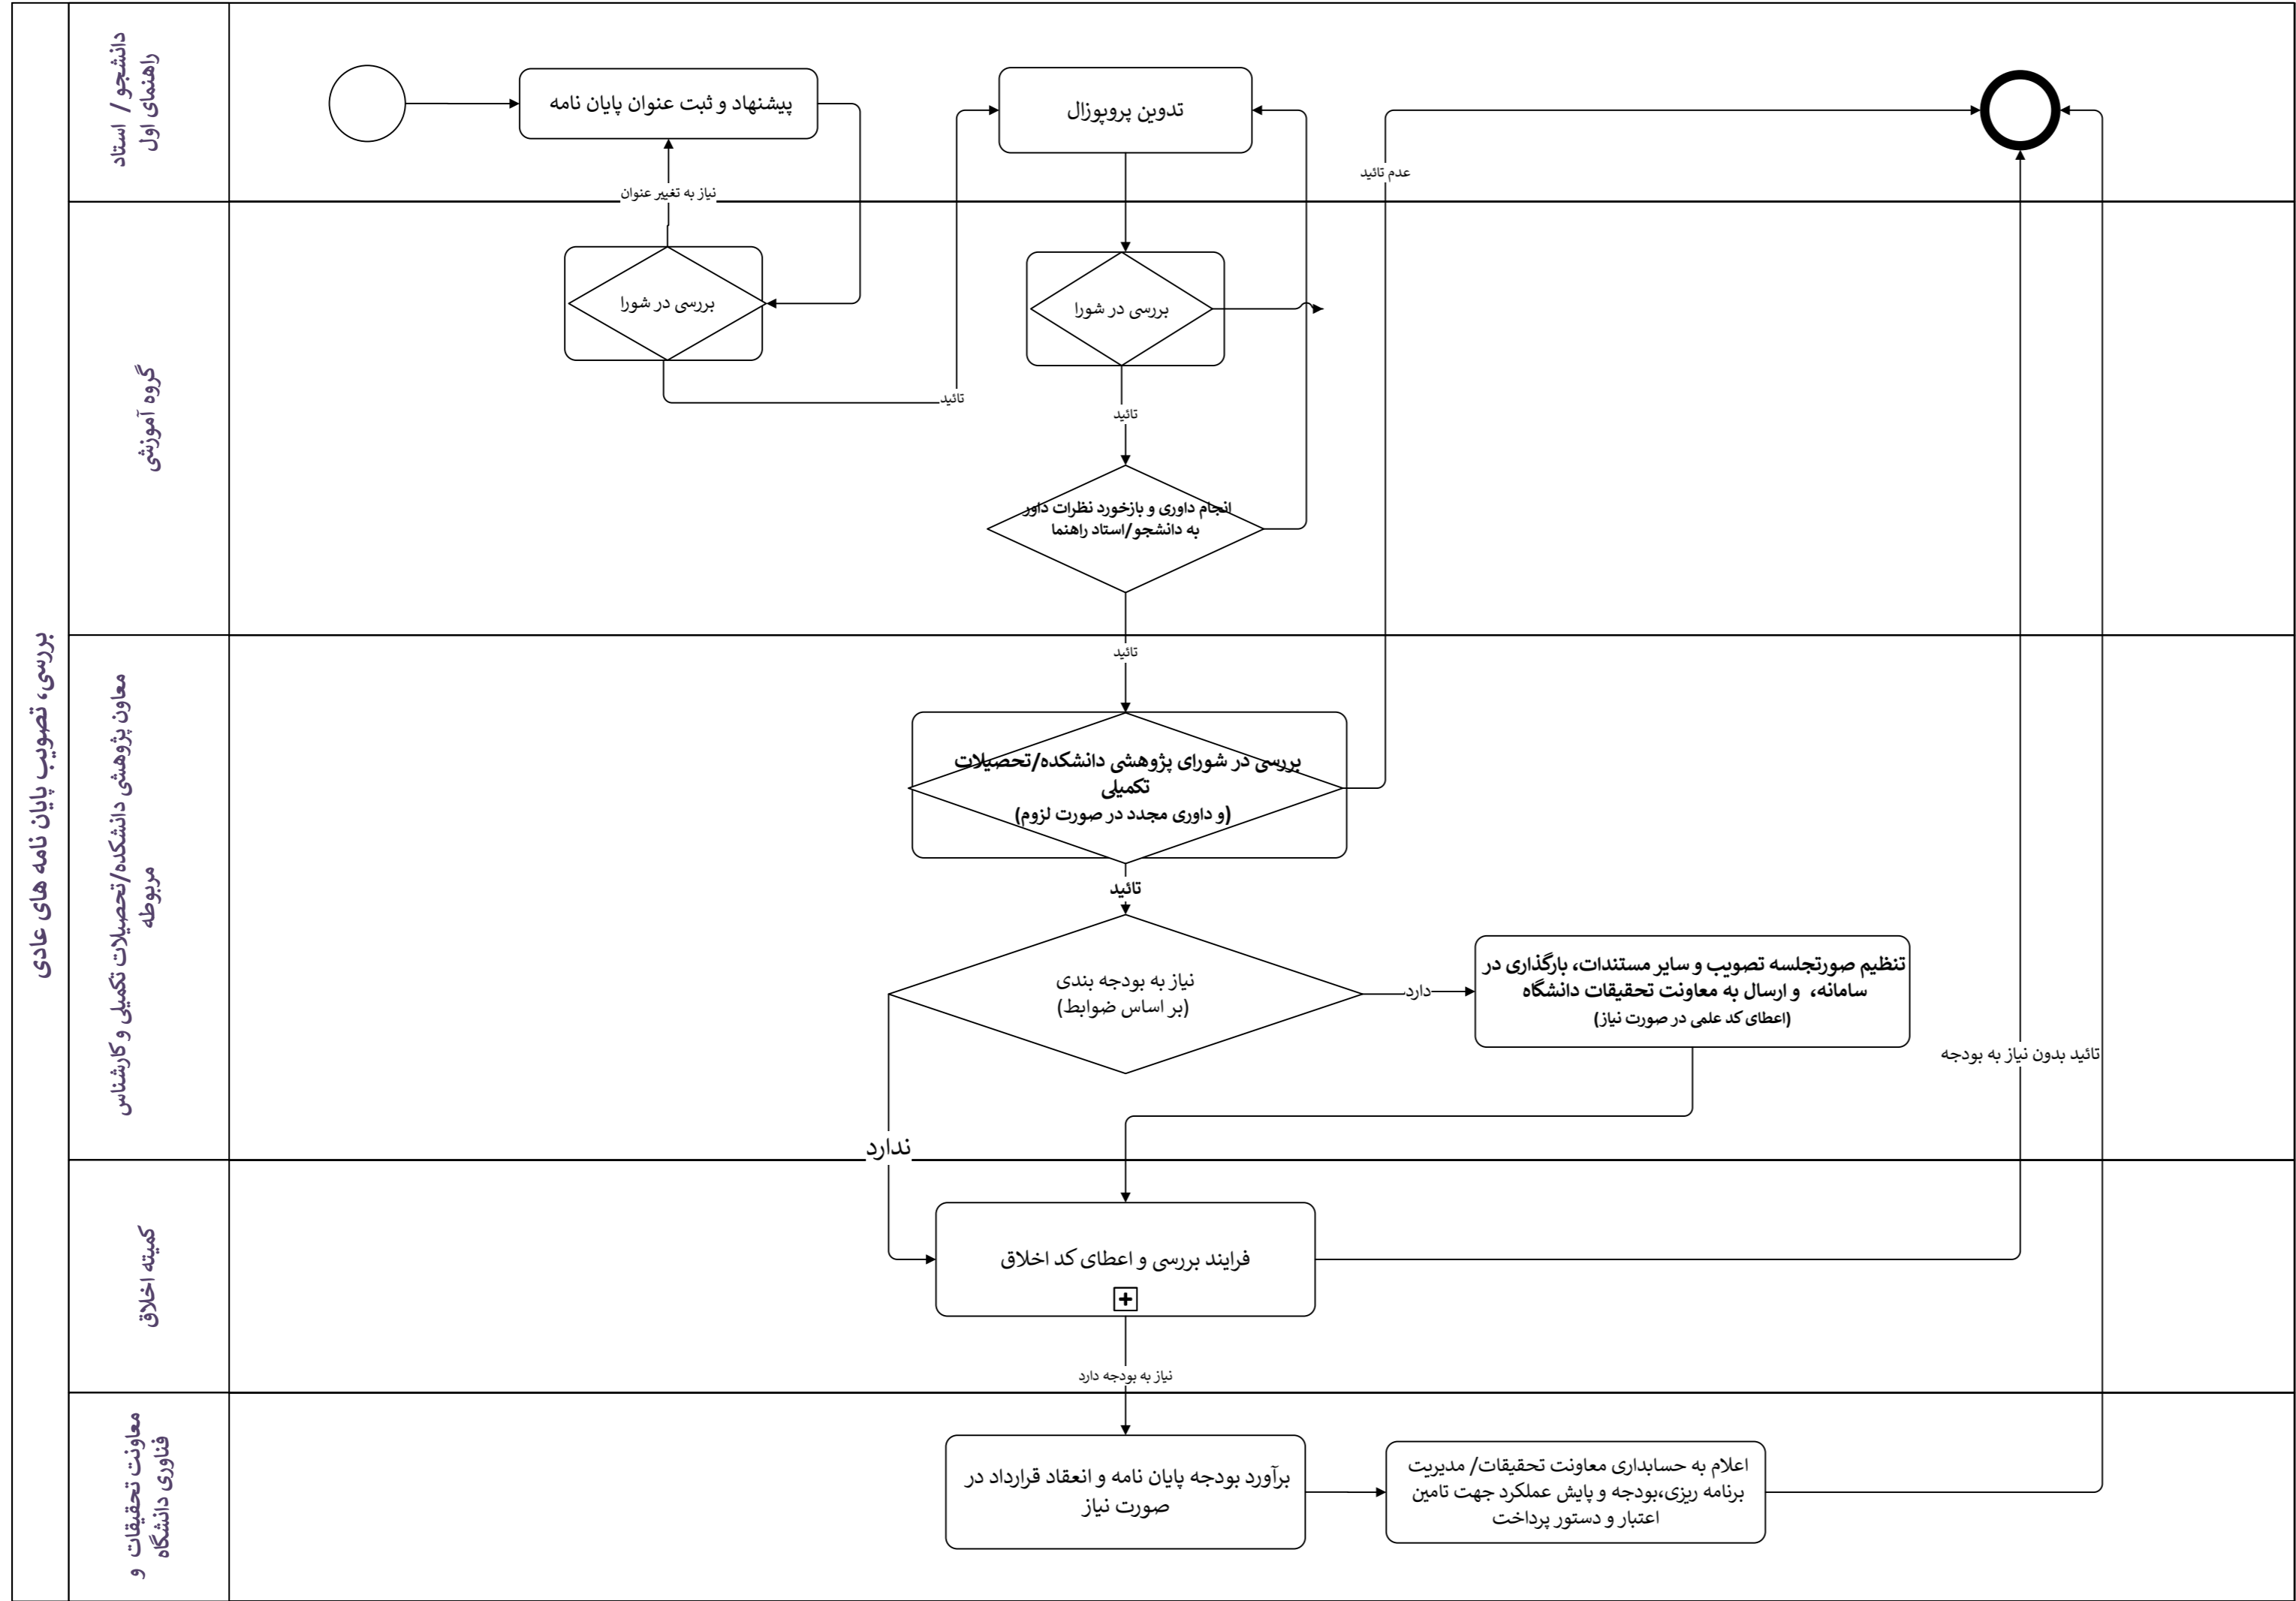 بررسی، تصویب پایان نامه های عادی
دانشجو / استاد
راهنمای اول
پیشنهاد و ثبت عنوان پایان نامه
تدوین پروپوزال
عدم تائید
نیاز به تغییر عنوان
گروه آموزشی
بررسی در شورا
بررسی در شورا
تائید
تائید
انجام داوری و بازخورد نظرات داور
به دانشجو/استاد راهنما
تائید
معاون پژوهشی دانشکده/تحصیلات تکمیلی و کارشناس
مربوطه
بررسی در شورای پژوهشی دانشکده/تحصیلات
تکمیلی
(و داوری مجدد در صورت لزوم)
تائید
نیاز به بودجه بندی
(بر اساس ضوابط)
دارد
تنظیم صورتجلسه تصویب و سایر مستندات، بارگذاری در
سامانه، و ارسال به معاونت تحقیقات دانشگاه
(اعطای کد علمی در صورت نیاز)
تائید بدون نیاز به بودجه
ندارد
کمیته اخلاق
فرایند بررسی و اعطای کد اخلاق
نیاز به بودجه دارد
معاونت تحقیقات و
فناوری دانشگاه
برآورد بودجه پایان نامه و انعقاد قرارداد در
صورت نیاز
اعلام به حسابداری معاونت تحقیقات/ مدیریت
برنامه ریزی،بودجه و پایش عملکرد جهت تامین
اعتبار و دستور پرداخت